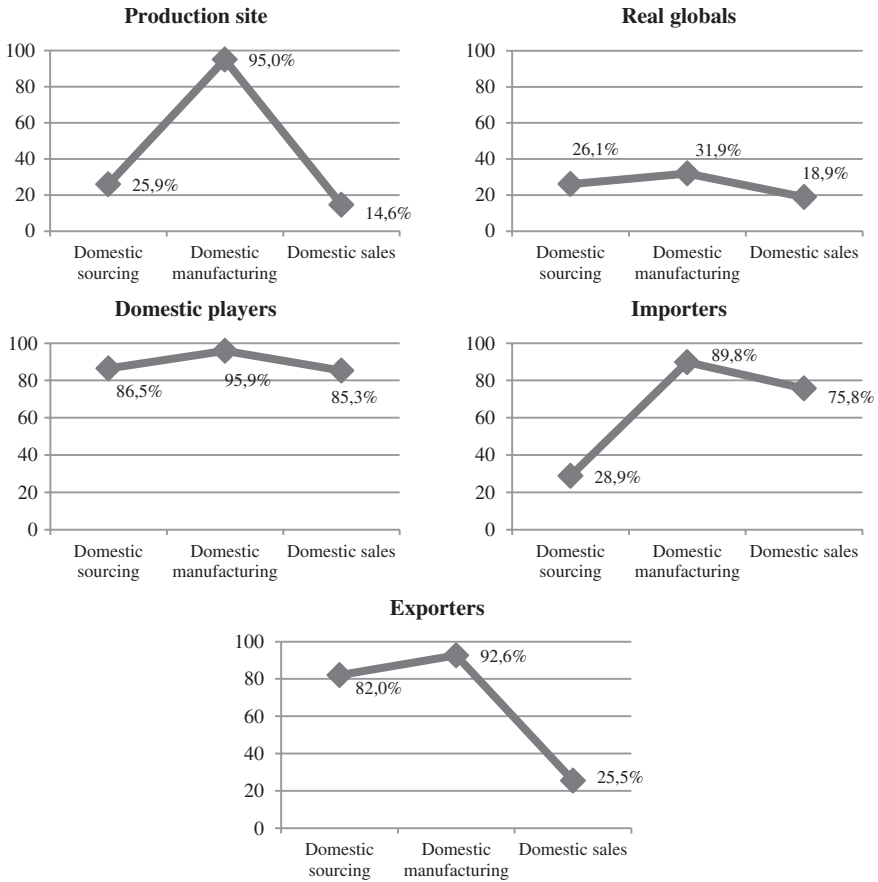 Production site
100
80
60
40
20
0
95,0%
25,9%
14,6%
Domestic
sourcing
Domestic
manufacturing
Domestic sales
Real globals
100
80
60
40
20
0
26,1%
31,9%
18,9%
Domestic
sourcing
Domestic
manufacturing
Domestic sales
Domestic players
100
80
60
40
20
0
86,5%
95,9%
85,3%
Domestic
sourcing
Domestic
manufacturing
Domestic sales
Importers
100
80
60
40
20
0
89,8%
75,8%
28,9%
Domestic
sourcing
Domestic
manufacturing
Domestic sales
Exporters
100
80
60
40
20
0
92,6%
82,0%
25,5%
Domestic
sourcing
Domestic
manufacturing
Domestic sales